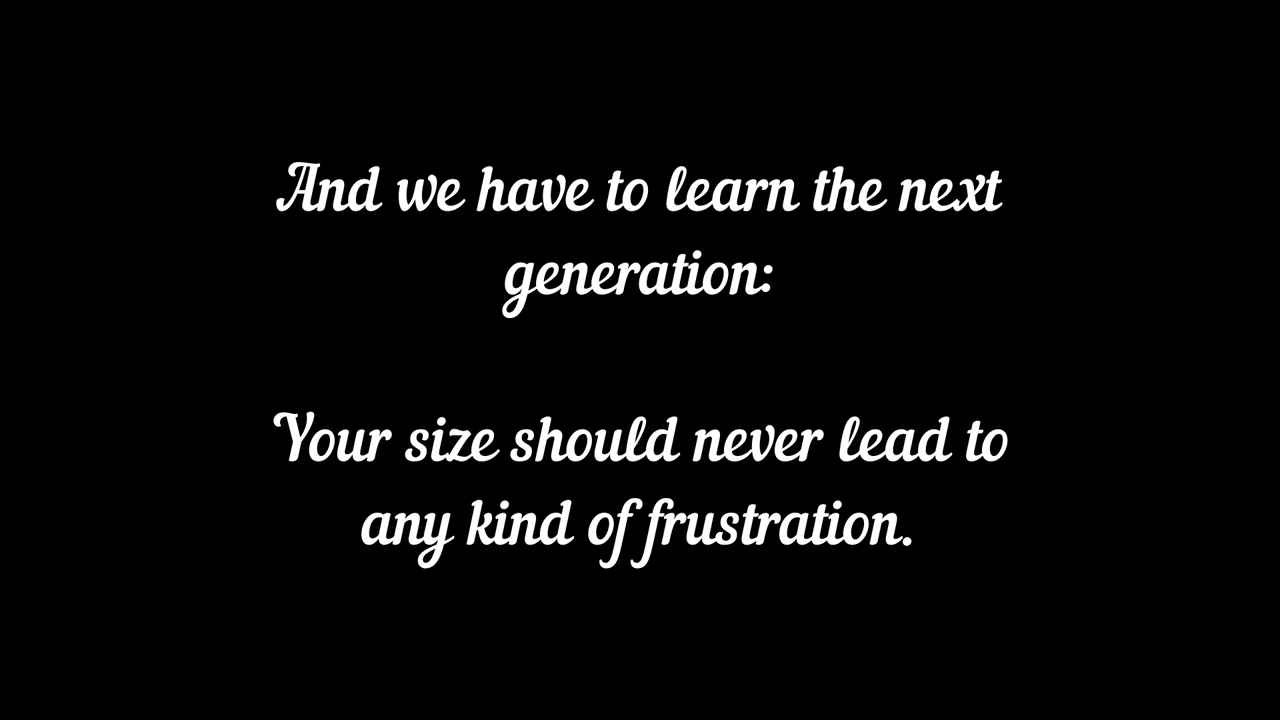 And we have to learn the next
generation:
Your size should never lead to
any kind of frustration.